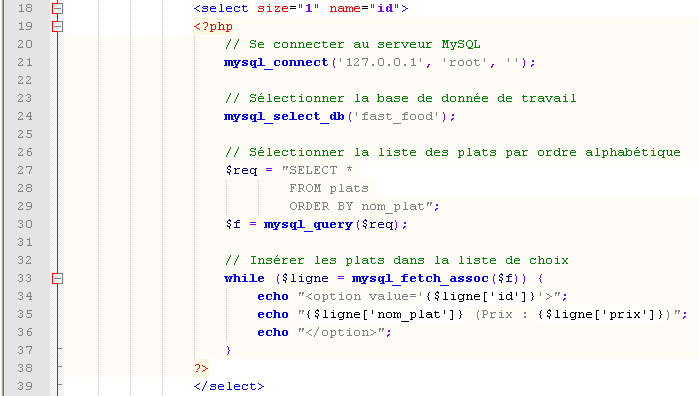 18 <select size="1" name="id">
19 <?php
20 // Se connecter au serveur MySQL
21 mysql_connect('127.0.0.1', 'root', '');
22
23 // Sélectionner la base de donnée de travail
24 mysql_select_db('fast_food');
25
26 // Sélectionner la liste des plats par ordre alphabétique
27 $req = "SELECT *
28 FROM plats
29 ORDER BY nom_plat";
30 $f = mysql_query($req);
31
32 // Insérer les plats dans la liste de choix
33 while ($ligne = mysql_fetch_assoc($f)) {
34 echo "<option value='{$ligne['id']}'>";
35 echo "{$ligne['nom_plat']} (Prix : {$ligne['prix']})";
36 echo "</option>";
37 }
38 ?>
39 </select>